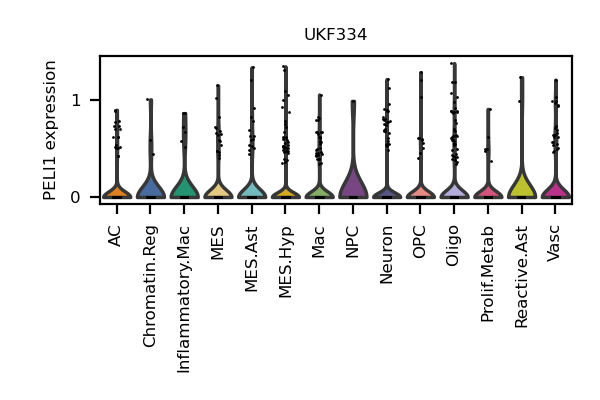 UKF334
PELI1 expression
1
0
AC
Chromatin.Reg
Inflammatory.Mac
MES
MES.Ast
MES.Hyp
Mac
NPC
Neuron
OPC
Oligo
Prolif.Metab
Reactive.Ast
Vasc